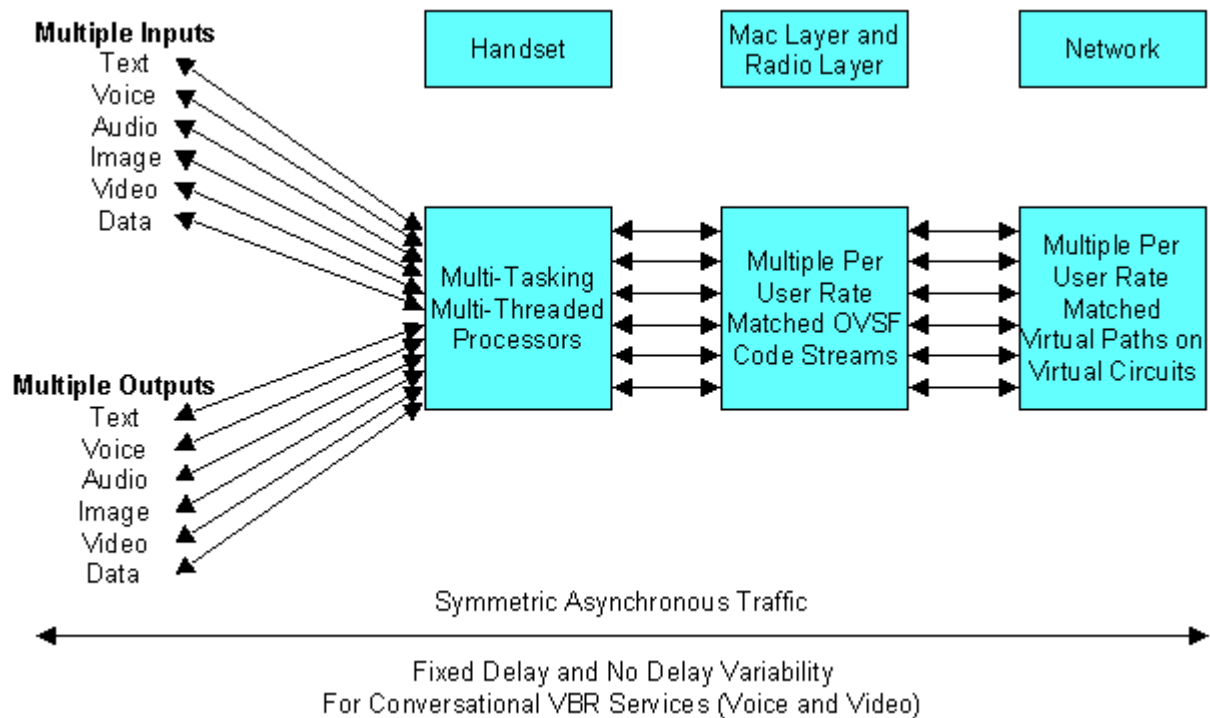 Multiple Inputs
Text
Voice
Audio
Image
Video
Data
Handset
Mac Layer and
Radio Layer
Network
Multi-Tasking
Multi-Threaded
Processors
Multiple Per
User Rate
Matched OVSF
Code Streams
Multiple Per
User Rate
Matched
Virtual Paths on
Virtual Circuits
Multiple Outputs
Text
Voice
Audio
Image
Video
Data
Symmetric Asynchronous Traffic
Fixed Delay and No Delay Variability
For Conversational VBR Services (Voice and Video)